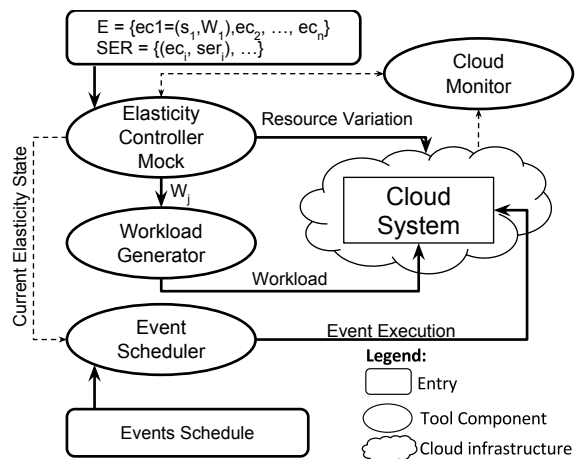 E = {ec1=(s₁,W₁),ec₂, …, ecₙ}
SER = {(ecᵢ, serᵢ), …}
Cloud
Monitor
Elasticity
Controller
Mock
Resource Variation
Current Elasticity State
Wⱼ
Cloud
System
Workload
Generator
Workload
Event
Scheduler
Event Execution
Legend:
Entry
Tool Component
Cloud infrastructure
Events Schedule